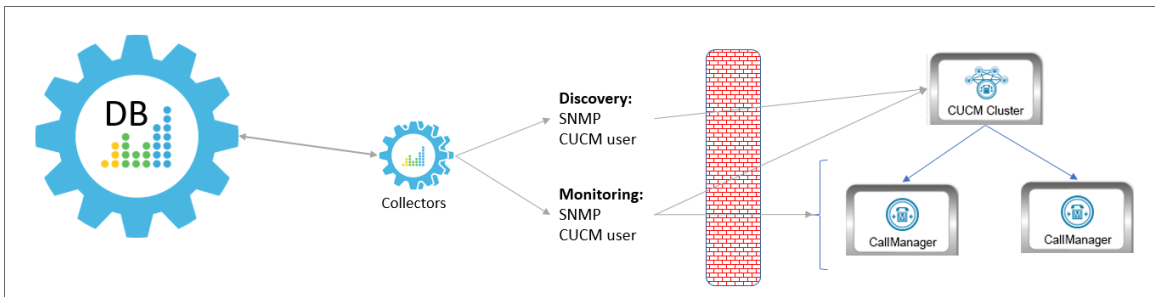 DB
Collectors
Discovery:
SNMP
CUCM user
Monitoring:
SNMP
CUCM user
CUCM Cluster
M
CallManager
M
CallManager